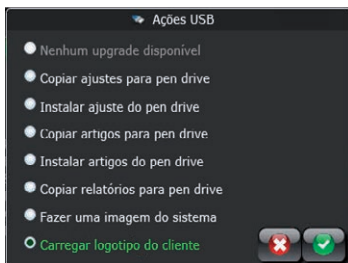 Ações USB
Nenhum upgrade disponível
Copiar ajustes para pen drive
Instalar ajuste do pen drive
Copiar artigos para pen drive
Instalar artigos do pen drive
Copiar relatórios para pen drive
Fazer uma imagem do sistema
Carregar logotipo do cliente